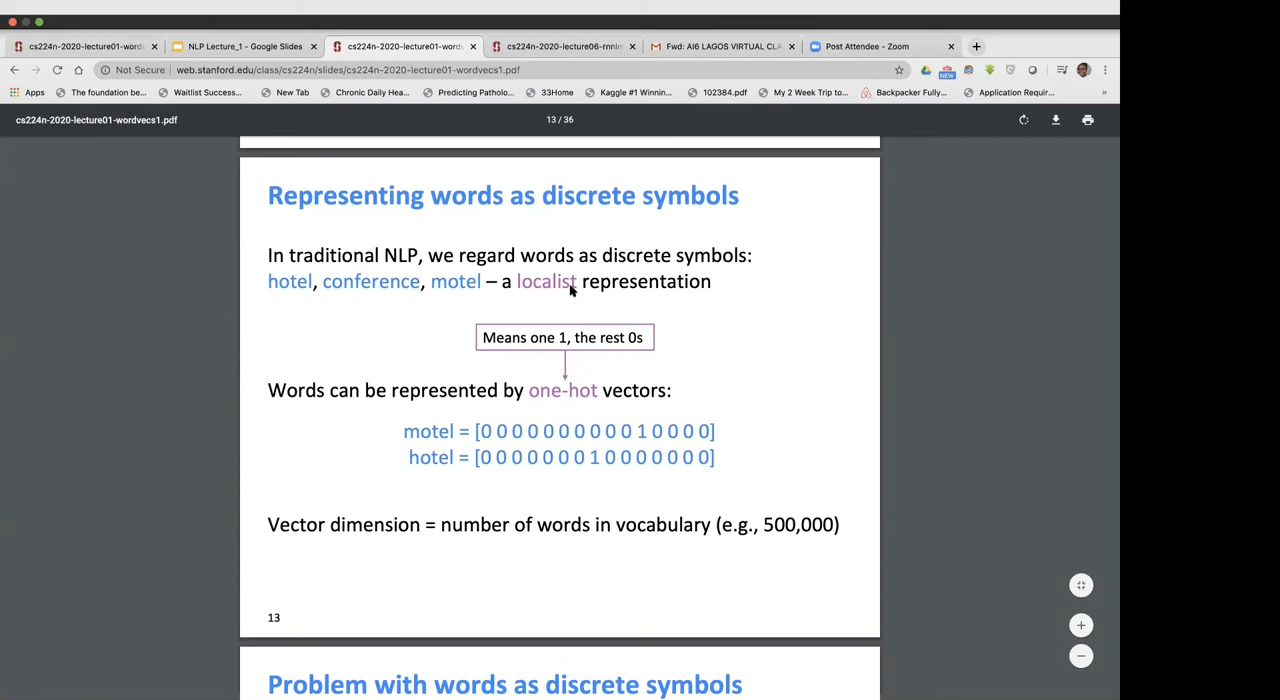 cs224n-2020-lecture01-word
NLP Lecture_1 - Google Slides
cs224n-2020-lecture01-word
cs224n-2020-lecture06-rnnlm
Fwd: AI6 LAGOS VIRTUAL CLA
Post Attendee - Zoom
Not Secure | web.stanford.edu/class/cs224n/slides/cs224n-2020-lecture01-wordvecs1.pdf
NEW
Apps
The foundation be...
Waitlist Success...
New Tab
Chronic Daily Hea...
Predicting Patholo...
33Home
Kaggle #1 Winnin...
102384.pdf
My 2 Week Trip to...
Backpacker Fully...
Application Requir...
»
cs224n-2020-lecture01-wordvecs1.pdf
13 / 36
Representing words as discrete symbols
In traditional NLP, we regard words as discrete symbols:
hotel, conference, motel – a localist representation
Means one 1, the rest 0s
Words can be represented by one-hot vectors:
motel = [0 0 0 0 0 0 0 0 0 0 1 0 0 0 0]
hotel = [0 0 0 0 0 0 0 1 0 0 0 0 0 0 0]
Vector dimension = number of words in vocabulary (e.g., 500,000)
13
Problem with words as discrete symbols